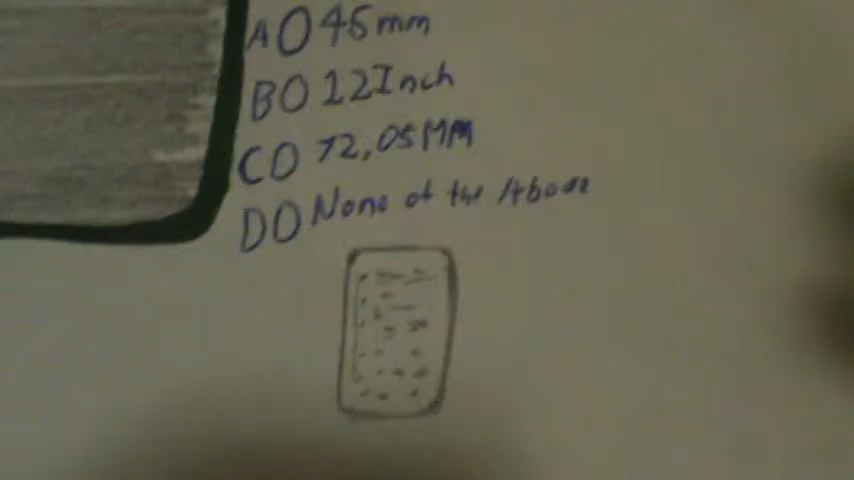 A O 45mm
B O 12Inch
C O 72,05MM
D O None of the Above